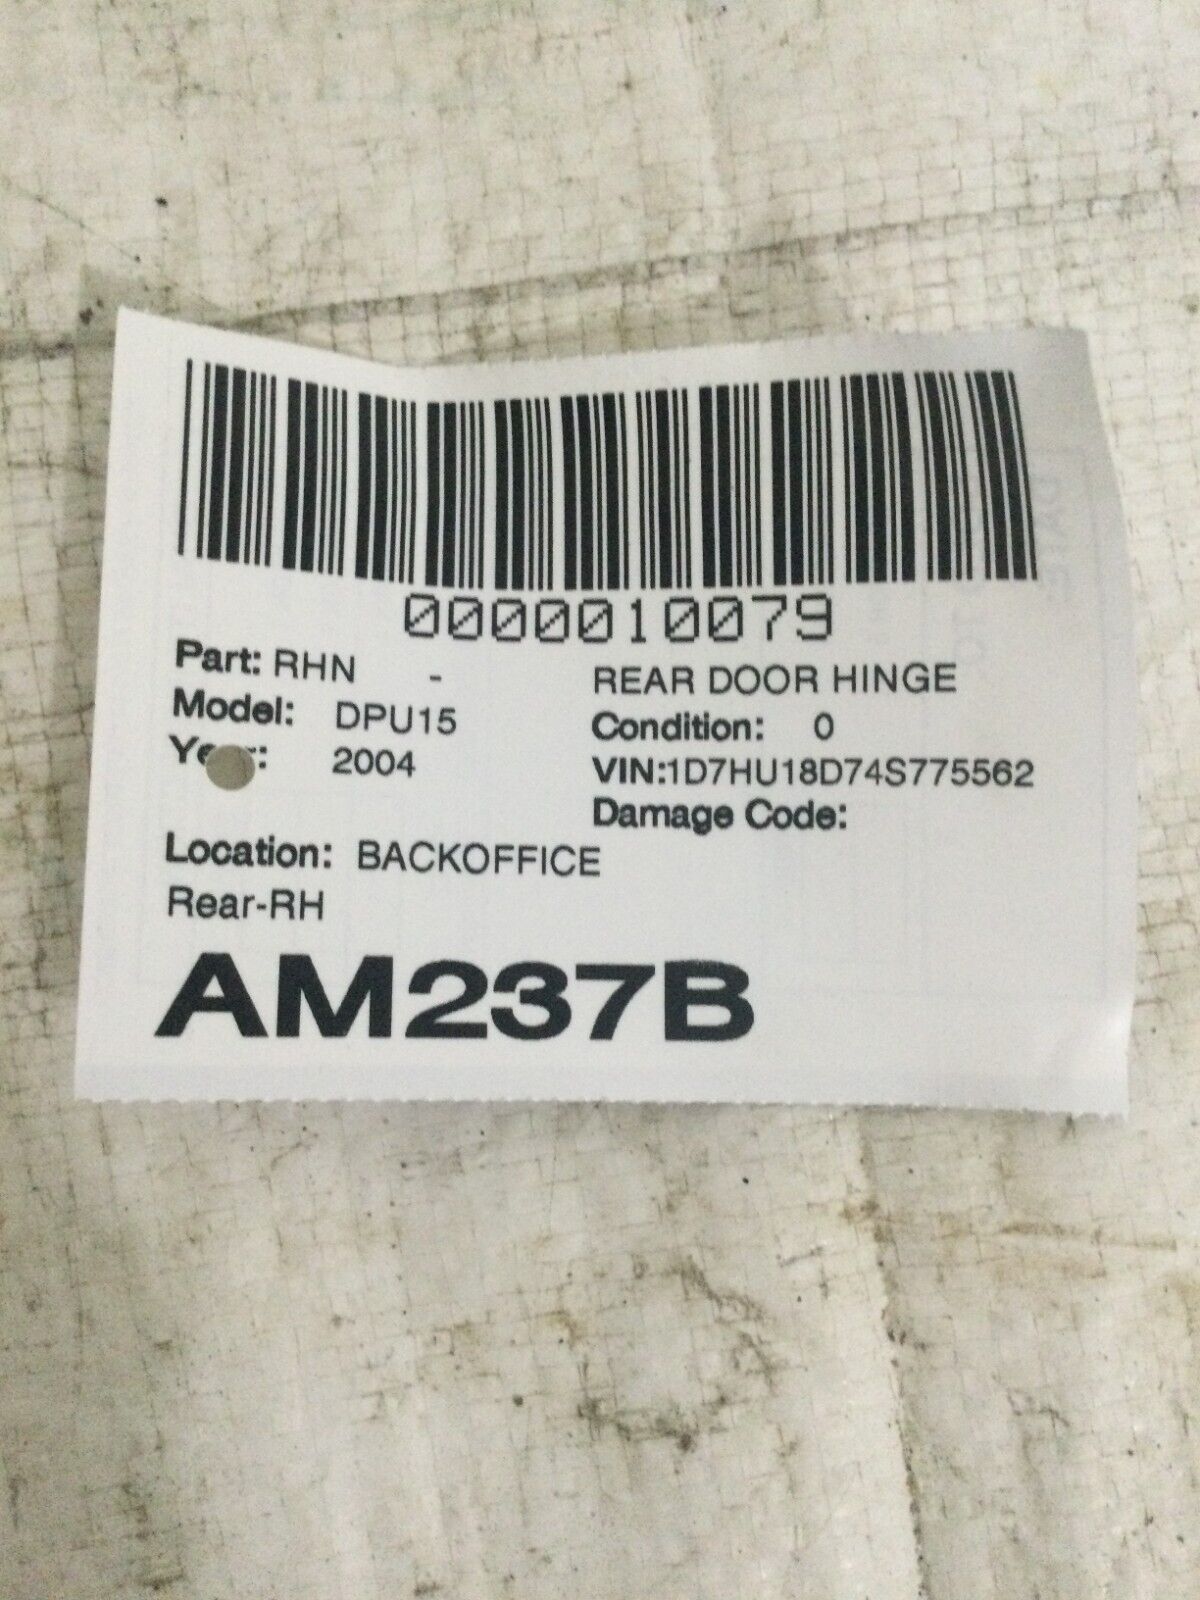 0000010079
Part: RHN - REAR DOOR HINGE
Model: DPU15 Condition: 0
Year: 2004 VIN:1D7HU18D74S775562
Damage Code:
Location: BACKOFFICE
Rear-RH
AM237B